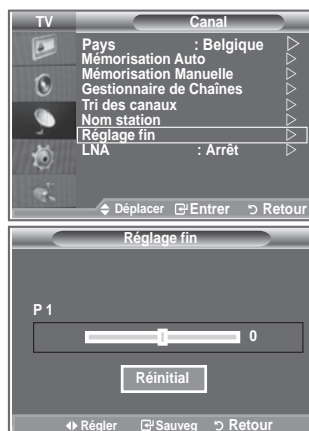 TV Canal
Pays : Belgique
Mémorisation Auto
Mémorisation Manuelle
Gestionnaire de Chaînes
Tri des canaux
Nom station
Réglage fin
LNA : Arrêt
Déplacer Entrer Retour
Réglage fin
P 1
0
Réinitial
Régler Sauveg Retour